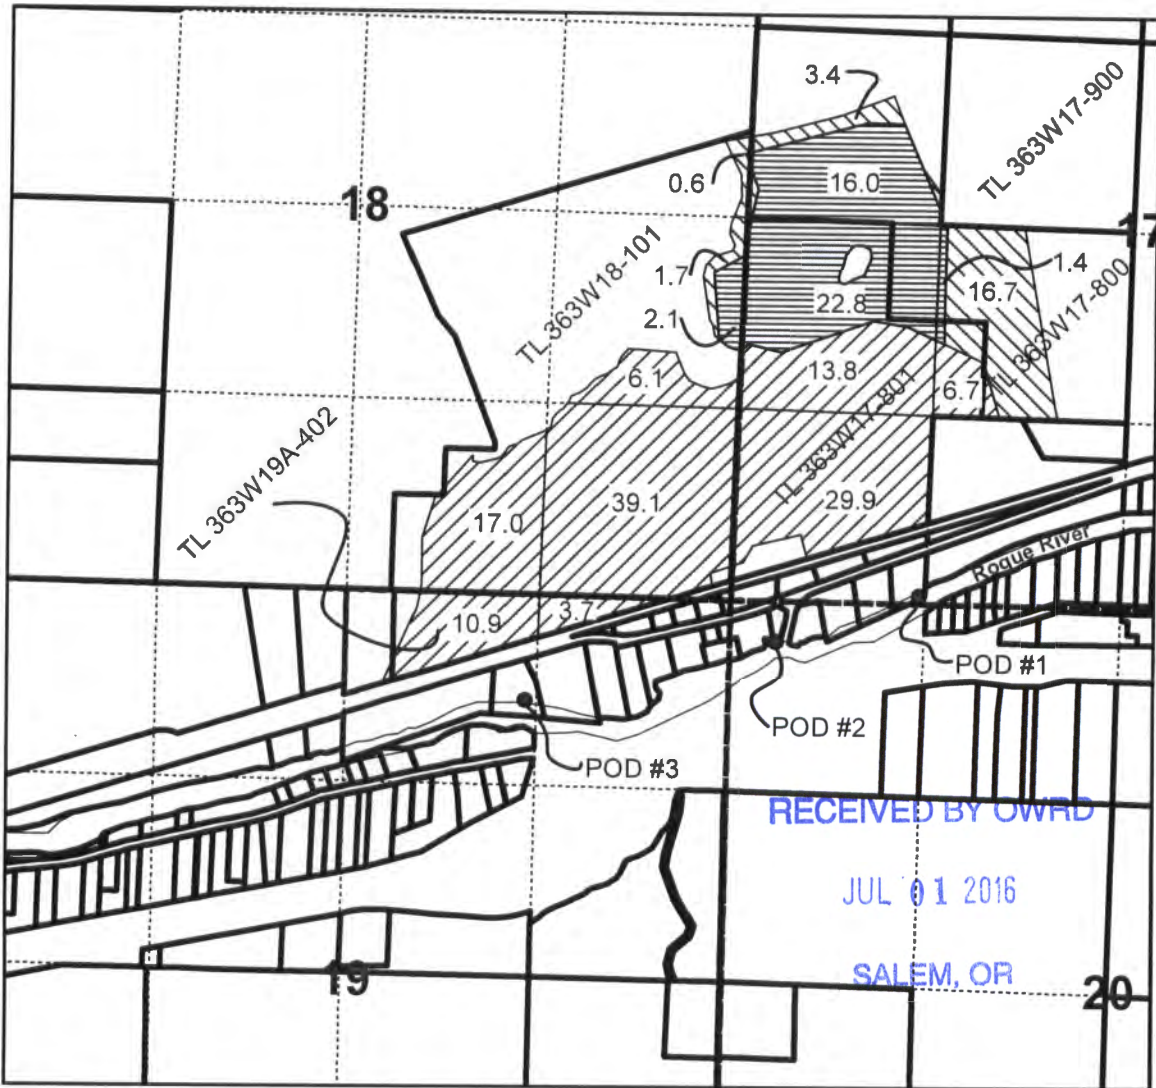 3.4
TL 363W17-900
0.6
16.0
18
17
TL 363W18-101
1.7
1.4
16.7
22.8
2.1
TL 363W17-800
13.8
6.1
6.7
TL 363W17-801
TL 363W19A-402
39.1
29.9
17.0
Rogue River
10.9
3.7
POD #1
POD #2
POD #3
RECEIVED BY OWRD
JUL 01 2016
SALEM, OR
19
20